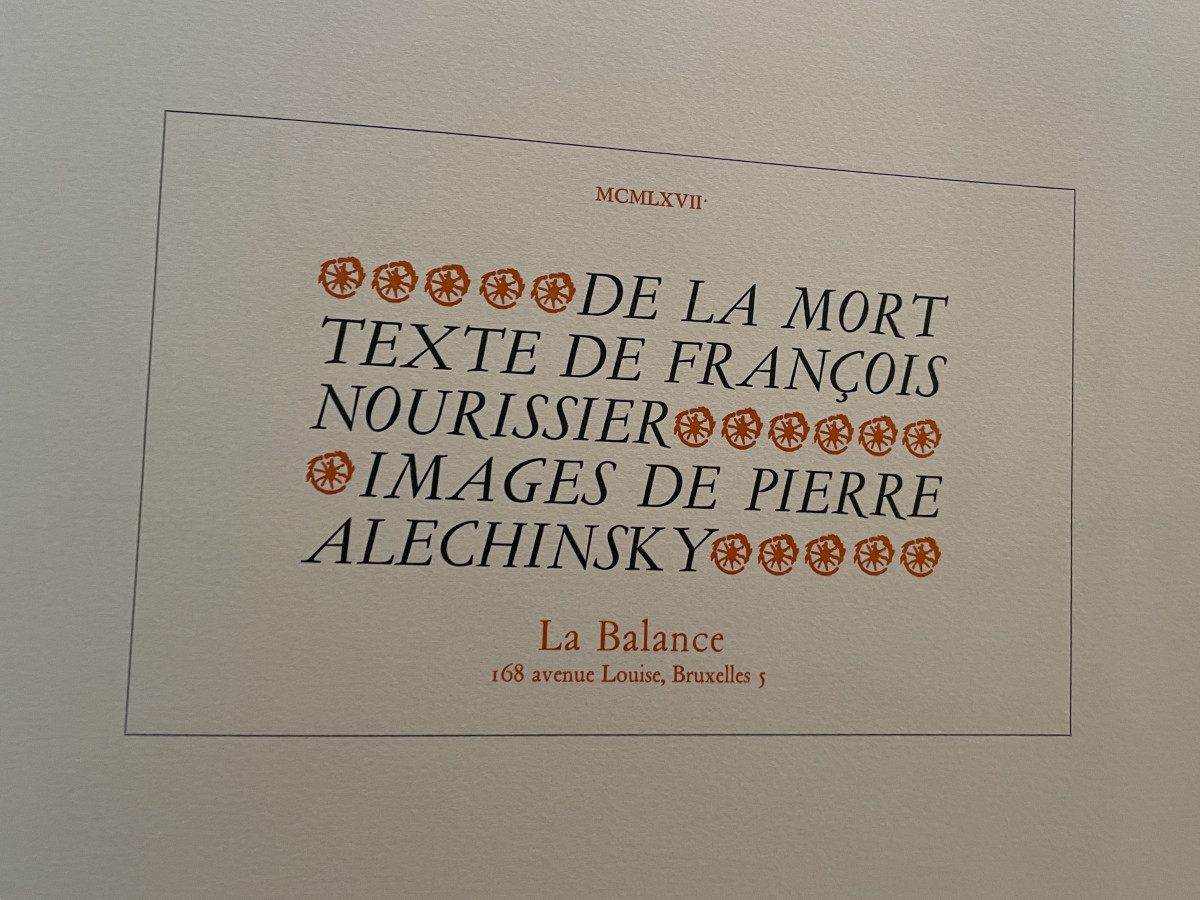 MCMLXVII·
DE LA MORT
TEXTE DE FRANÇOIS
NOURISSIER
IMAGES DE PIERRE
ALECHINSKY
La Balance
168 avenue Louise, Bruxelles 5